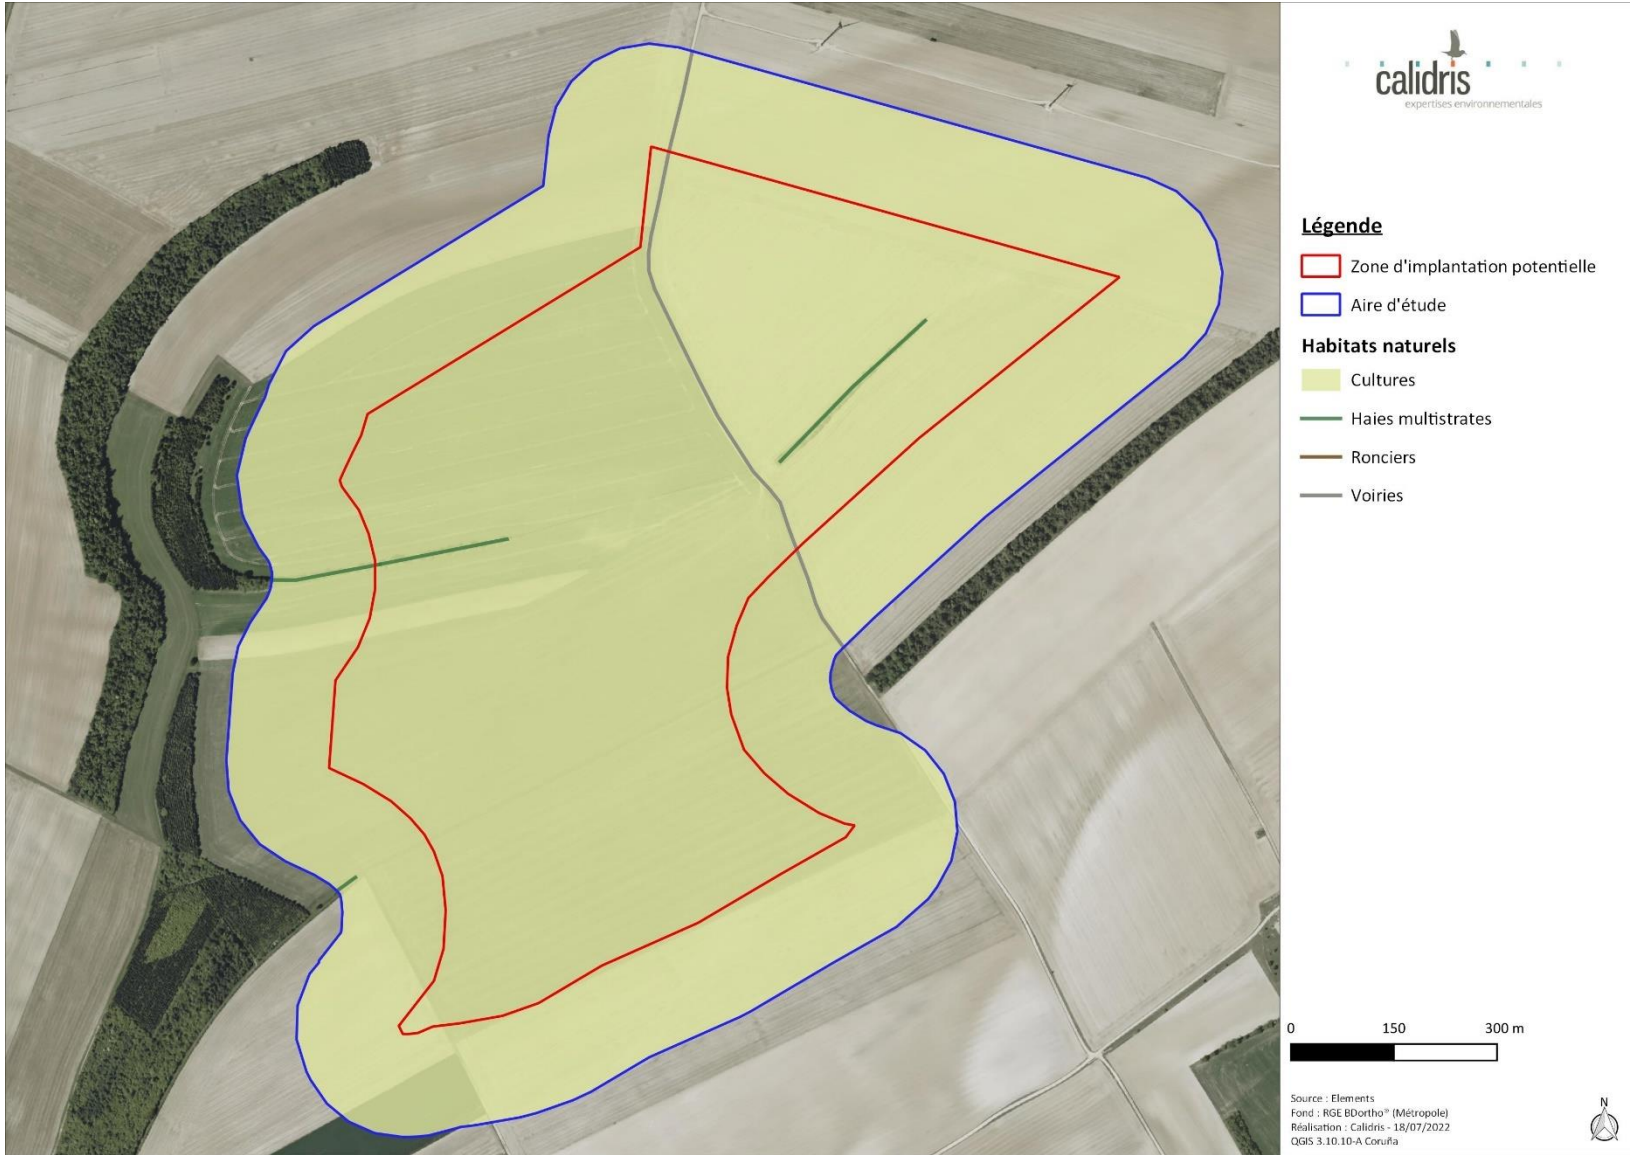 calidris
expertises environnementales
Légende
Zone d'implantation potentielle
Aire d'étude
Habitats naturels
Cultures
Haies multistrates
Ronciers
Voiries
0 150 300 m
Source : Elements
Fond : RGE BDortho® (Métropole)
Réalisation : Calidris - 18/07/2022
QGIS 3.10.10-A Coruña
N